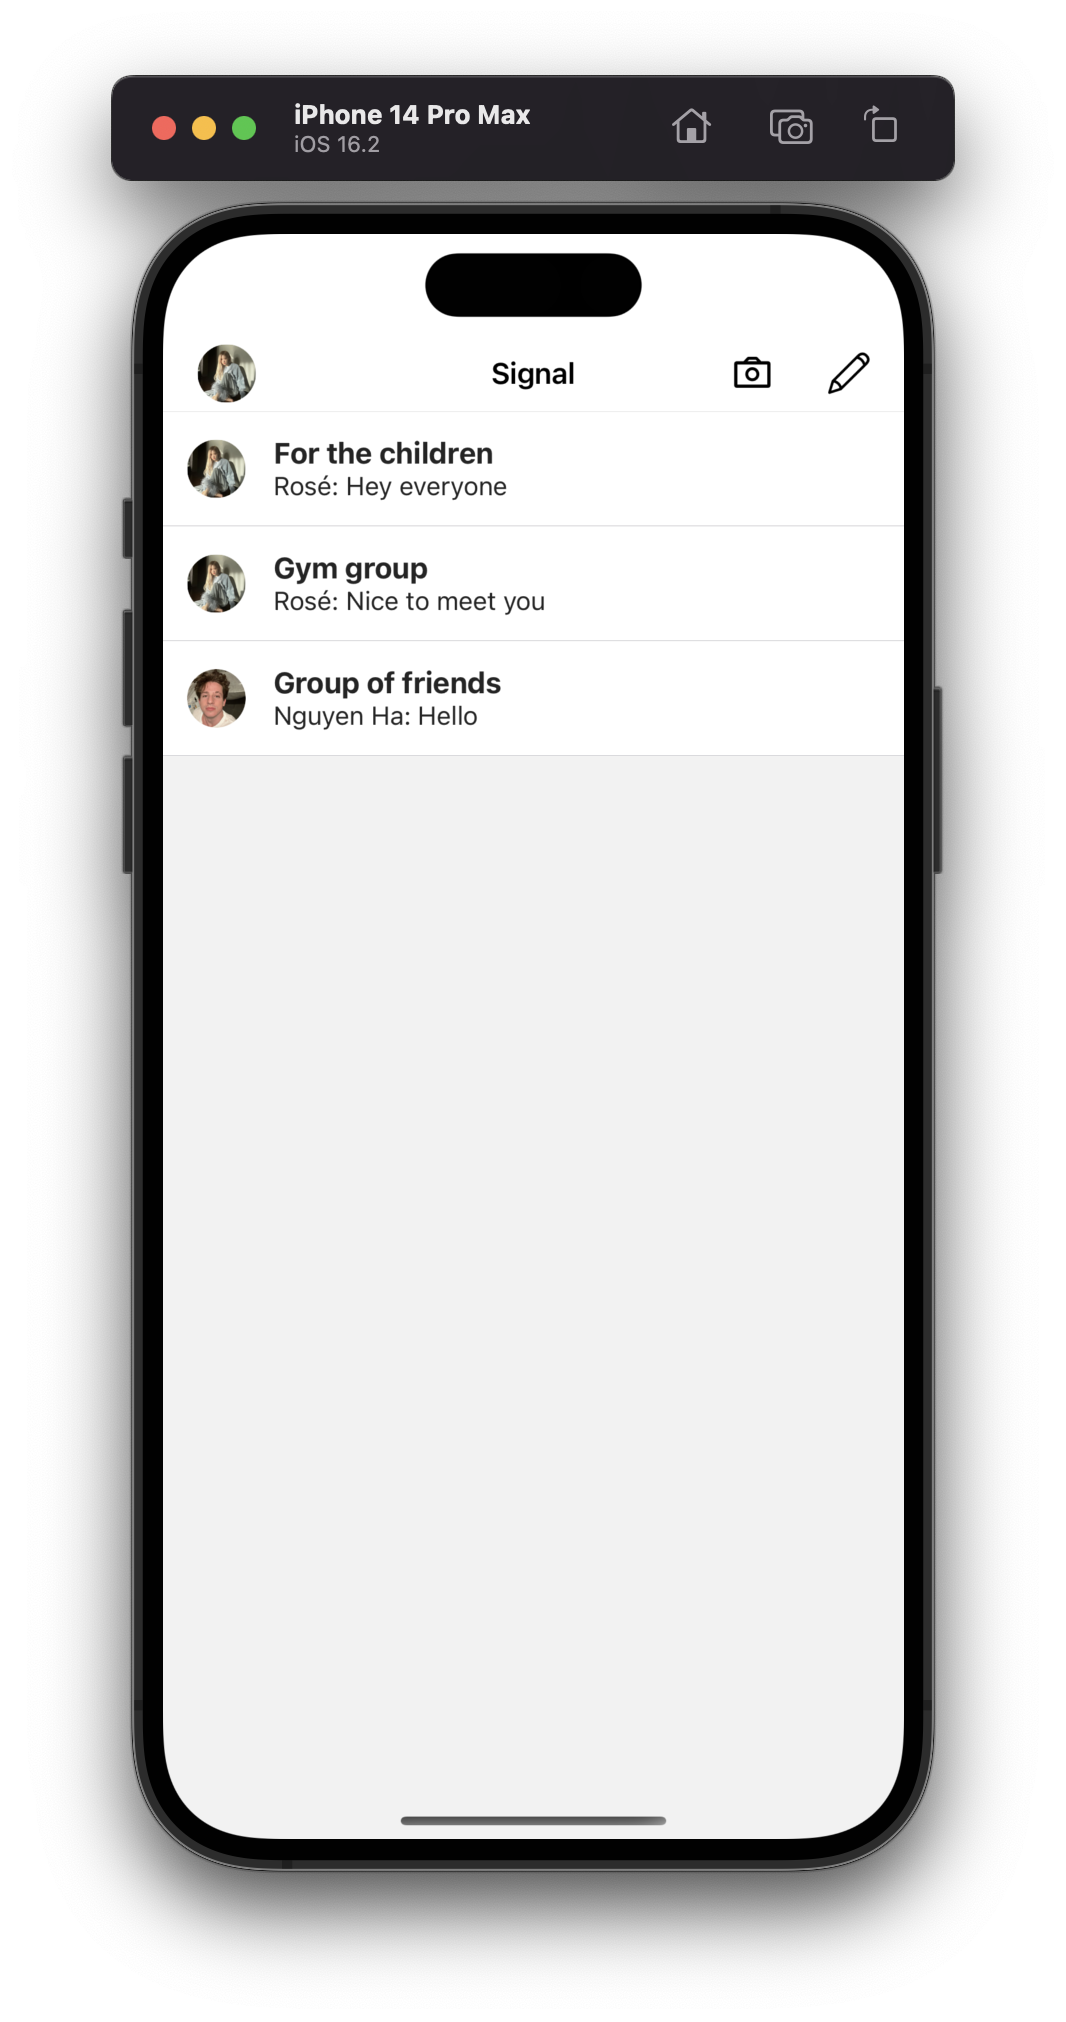 iPhone 14 Pro Max
iOS 16.2
Signal
For the children
Rosé: Hey everyone
Gym group
Rosé: Nice to meet you
Group of friends
Nguyen Ha: Hello